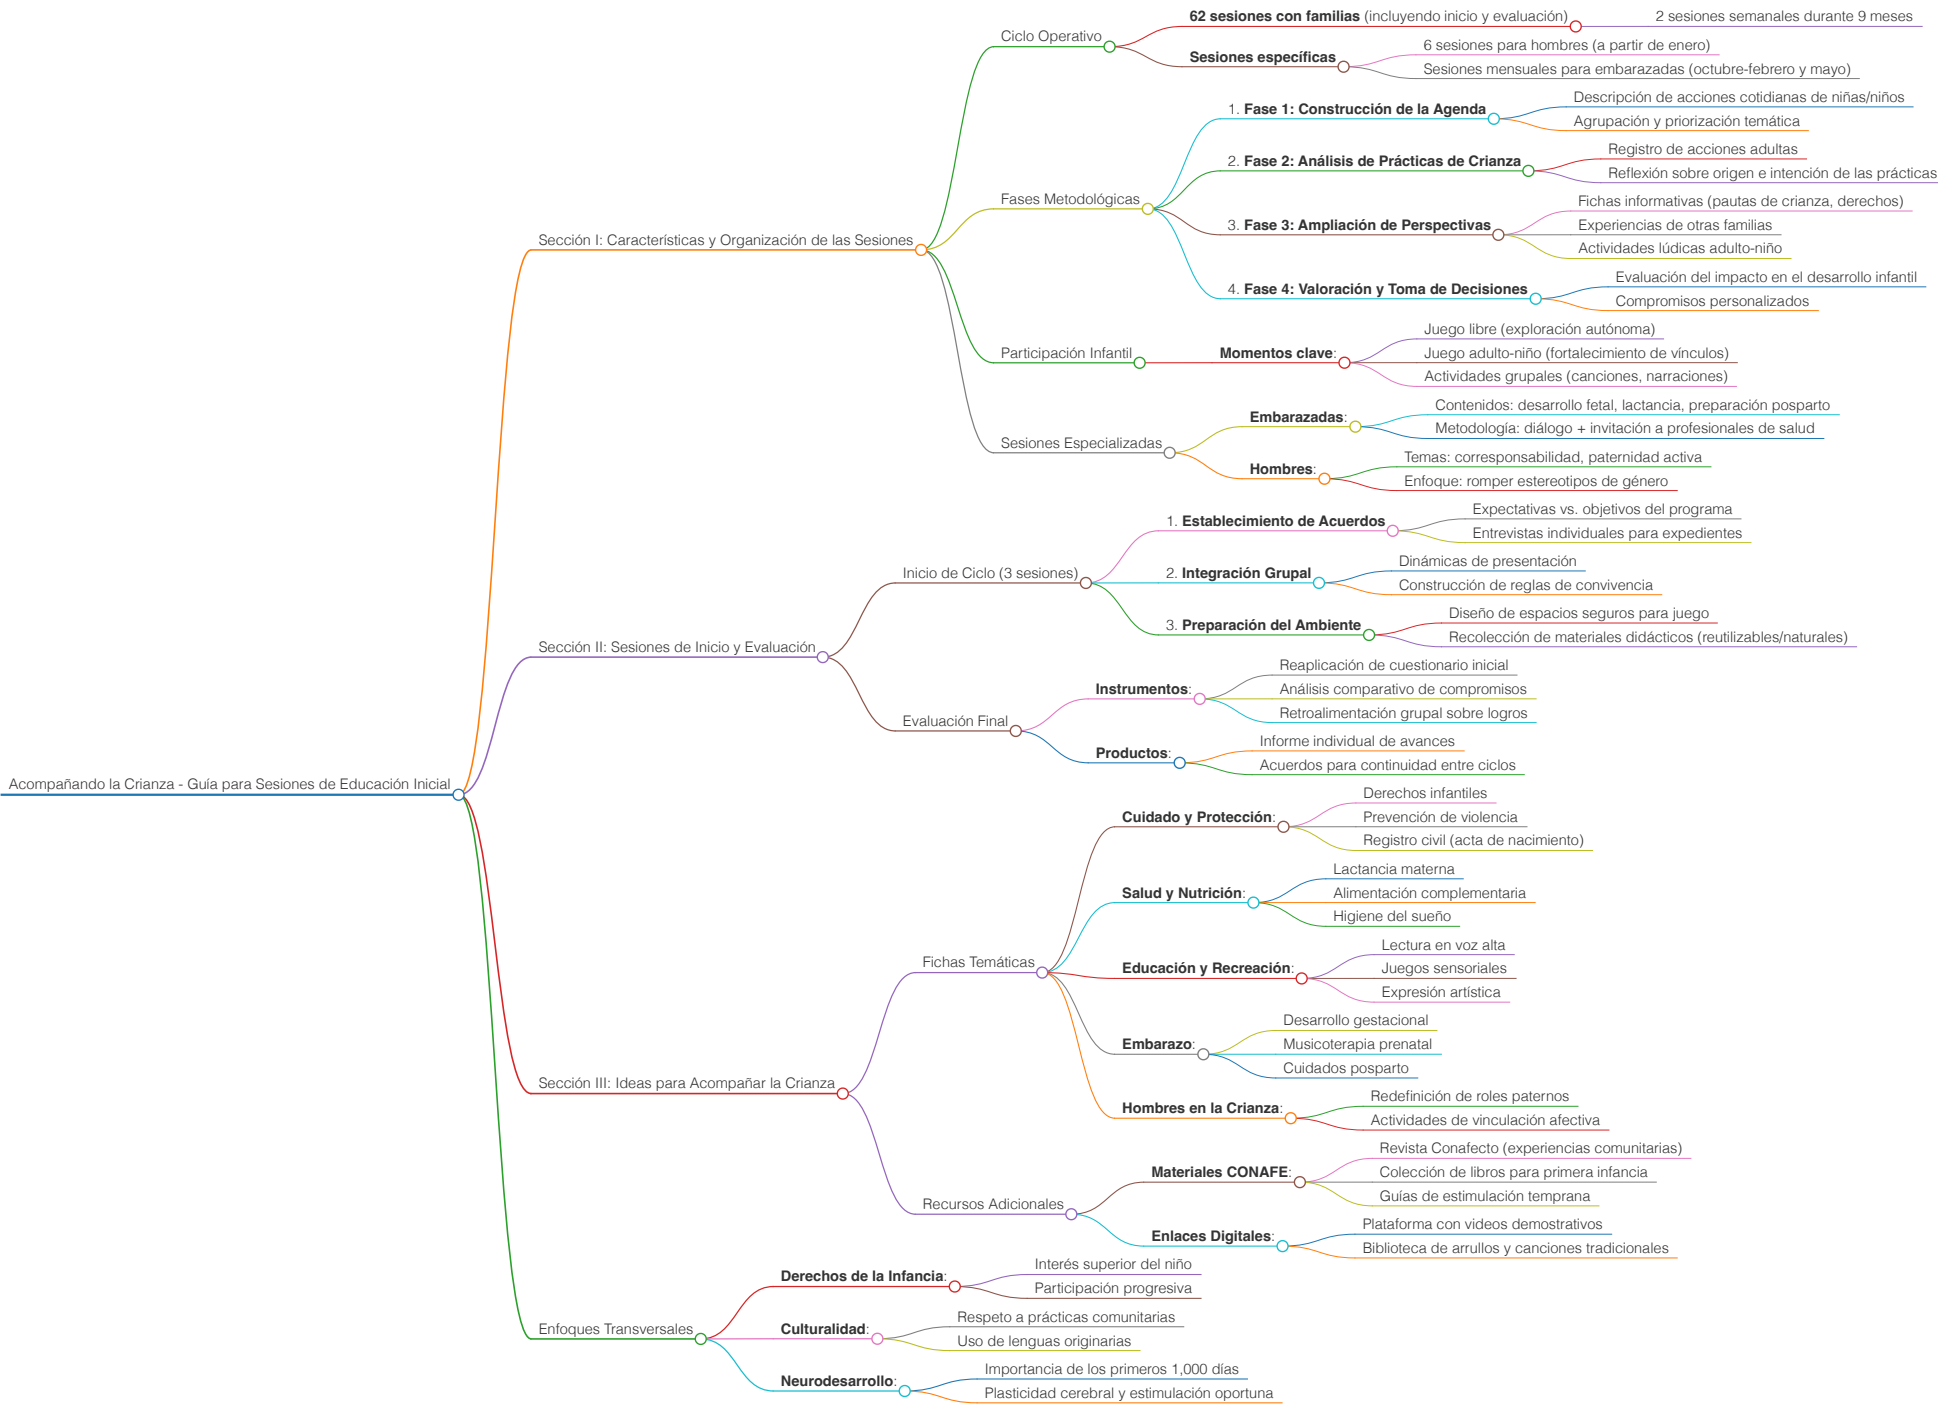 Acompañando la Crianza - Guía para Sesiones de Educación Inicial
Sección I: Características y Organización de las Sesiones
Ciclo Operativo
62 sesiones con familias (incluyendo inicio y evaluación)
2 sesiones semanales durante 9 meses
Sesiones específicas
6 sesiones para hombres (a partir de enero)
Sesiones mensuales para embarazadas (octubre-febrero y mayo)
Fases Metodológicas
1. Fase 1: Construcción de la Agenda
Descripción de acciones cotidianas de niñas/niños
Agrupación y priorización temática
2. Fase 2: Análisis de Prácticas de Crianza
Registro de acciones adultas
Reflexión sobre origen e intención de las prácticas
3. Fase 3: Ampliación de Perspectivas
Fichas informativas (pautas de crianza, derechos)
Experiencias de otras familias
Actividades lúdicas adulto-niño
4. Fase 4: Valoración y Toma de Decisiones
Evaluación del impacto en el desarrollo infantil
Compromisos personalizados
Participación Infantil
Momentos clave:
Juego libre (exploración autónoma)
Juego adulto-niño (fortalecimiento de vínculos)
Actividades grupales (canciones, narraciones)
Sesiones Especializadas
Embarazadas:
Contenidos: desarrollo fetal, lactancia, preparación posparto
Metodología: diálogo + invitación a profesionales de salud
Hombres:
Temas: corresponsabilidad, paternidad activa
Enfoque: romper estereotipos de género
Sección II: Sesiones de Inicio y Evaluación
Inicio de Ciclo (3 sesiones)
1. Establecimiento de Acuerdos
Expectativas vs. objetivos del programa
Entrevistas individuales para expedientes
2. Integración Grupal
Dinámicas de presentación
Construcción de reglas de convivencia
3. Preparación del Ambiente
Diseño de espacios seguros para juego
Recolección de materiales didácticos (reutilizables/naturales)
Evaluación Final
Instrumentos:
Reaplicación de cuestionario inicial
Análisis comparativo de compromisos
Retroalimentación grupal sobre logros
Productos:
Informe individual de avances
Acuerdos para continuidad entre ciclos
Sección III: Ideas para Acompañar la Crianza
Fichas Temáticas
Cuidado y Protección:
Derechos infantiles
Prevención de violencia
Registro civil (acta de nacimiento)
Salud y Nutrición:
Lactancia materna
Alimentación complementaria
Higiene del sueño
Educación y Recreación:
Lectura en voz alta
Juegos sensoriales
Expresión artística
Embarazo:
Desarrollo gestacional
Musicoterapia prenatal
Cuidados posparto
Hombres en la Crianza:
Redefinición de roles paternos
Actividades de vinculación afectiva
Recursos Adicionales
Materiales CONAFE:
Revista Conafecto (experiencias comunitarias)
Colección de libros para primera infancia
Guías de estimulación temprana
Enlaces Digitales:
Plataforma con videos demostrativos
Biblioteca de arrullos y canciones tradicionales
Enfoques Transversales
Derechos de la Infancia:
Interés superior del niño
Participación progresiva
Culturalidad:
Respeto a prácticas comunitarias
Uso de lenguas originarias
Neurodesarrollo:
Importancia de los primeros 1,000 días
Plasticidad cerebral y estimulación oportuna